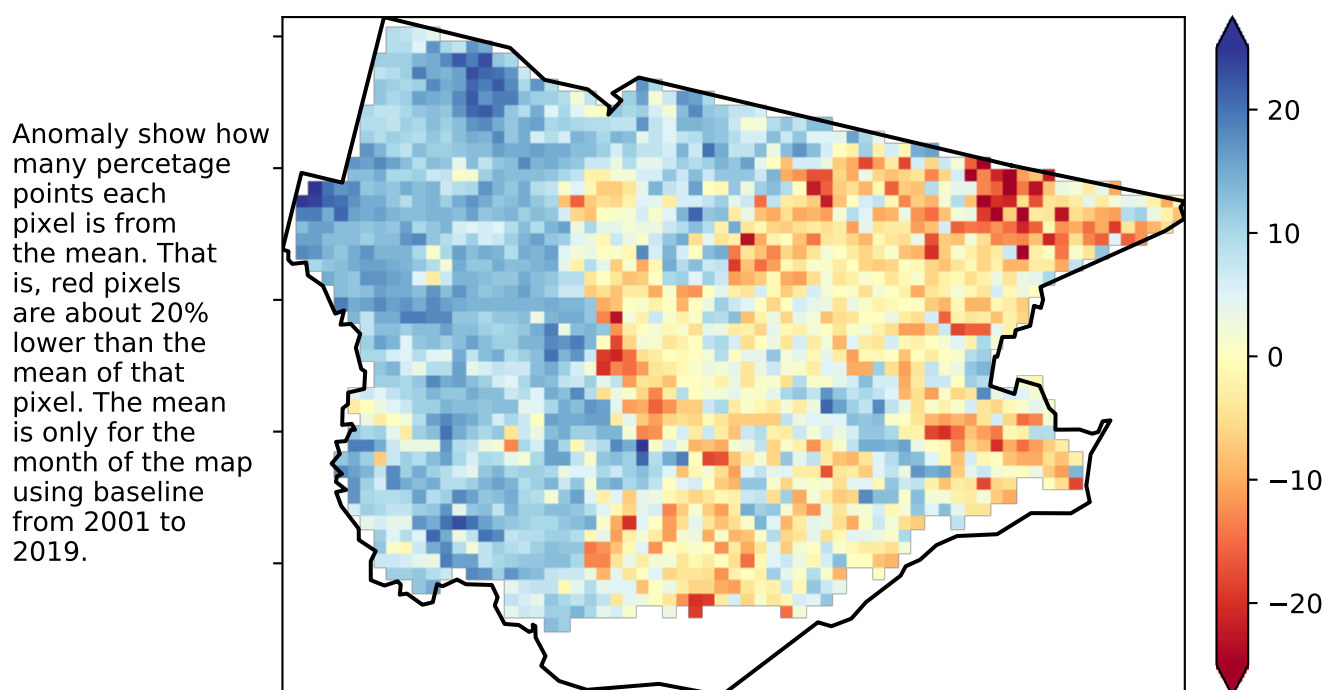 Anomaly show how
many percetage
points each
pixel is from
the mean. That
is, red pixels
are about 20%
lower than the
mean of that
pixel. The mean
is only for the
month of the map
using baseline
from 2001 to
2019.
20
10
0
−10
−20